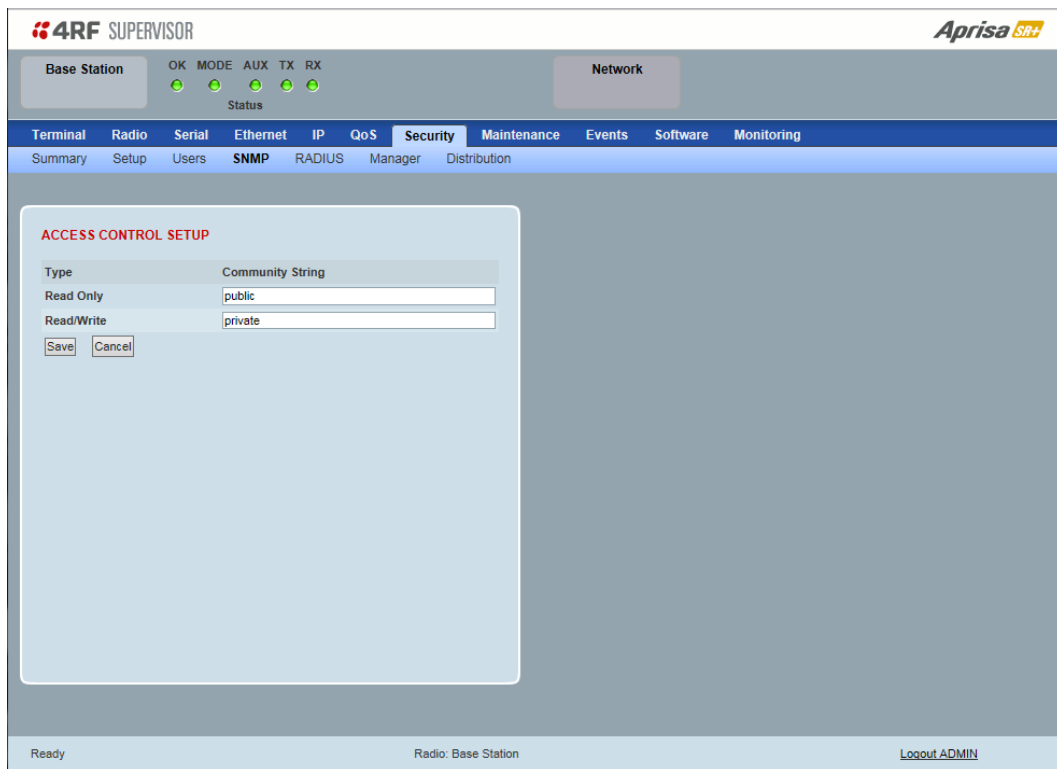 4RF SUPERVISOR
Aprisa SR+
Base Station
OK MODE AUX TX RX
Status
Network
Terminal Radio Serial Ethernet IP QoS Security Maintenance Events Software Monitoring
Summary Setup Users SNMP RADIUS Manager Distribution
ACCESS CONTROL SETUP
Type Community String
Read Only public
Read/Write private
Save Cancel
Ready Radio: Base Station Logout ADMIN